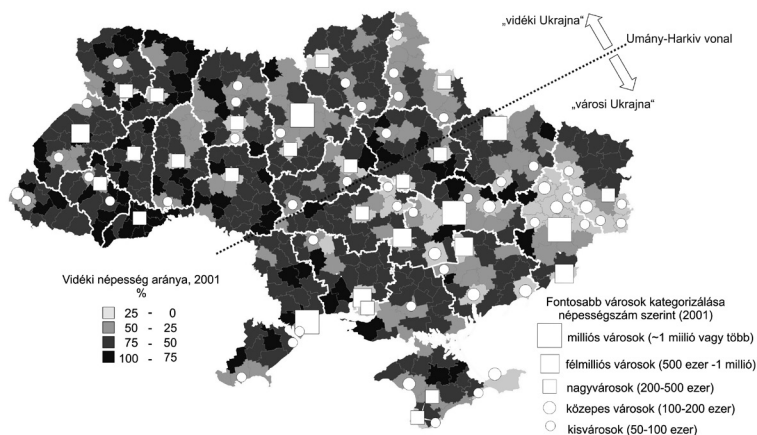 „vidéki Ukrajna"
Umány-Harkiv vonal
„városi Ukrajna"
Vidéki népesség aránya, 2001
%
25 - 0
50 - 25
75 - 50
100 - 75
Fontosabb városok kategorizálása
népességszám szerint (2001)
milliós városok (~1 miilió vagy több)
félmilliós városok (500 ezer -1 millió)
nagyvárosok (200-500 ezer)
közepes városok (100-200 ezer)
kisvárosok (50-100 ezer)